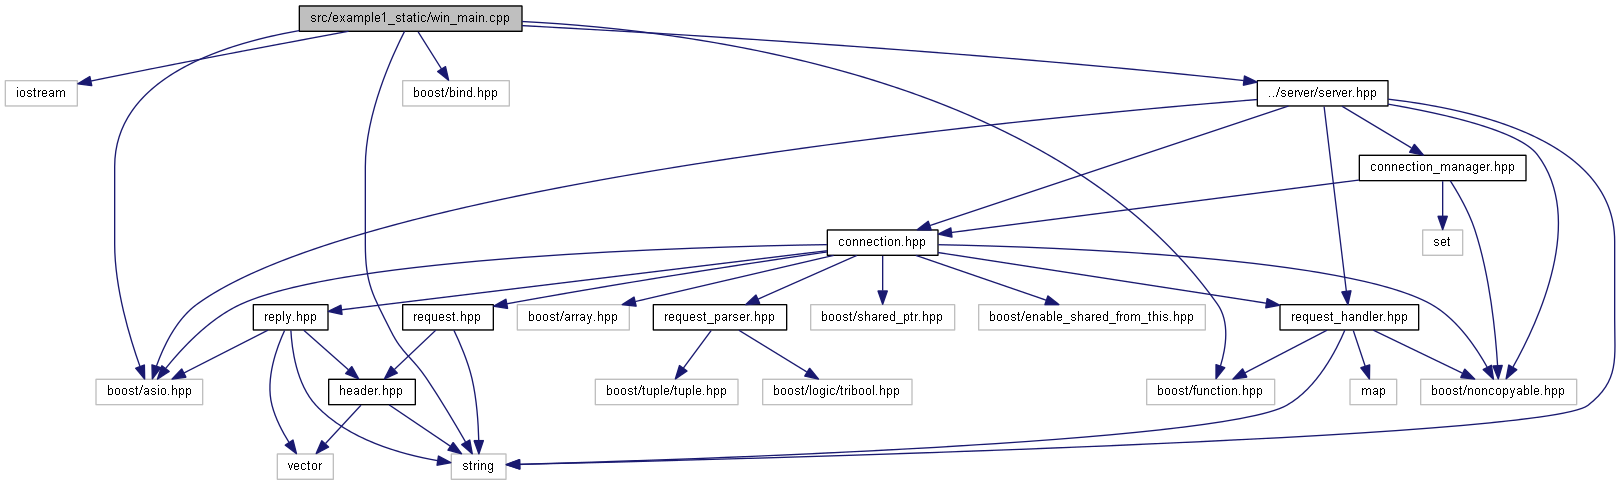 src/example1_static/win_main.cpp
iostream
boost/bind.hpp
../server/server.hpp
connection_manager.hpp
connection.hpp
set
reply.hpp
request.hpp
boost/array.hpp
request_parser.hpp
boost/shared_ptr.hpp
boost/enable_shared_from_this.hpp
request_handler.hpp
boost/asio.hpp
header.hpp
boost/tuple/tuple.hpp
boost/logic/tribool.hpp
boost/function.hpp
map
boost/noncopyable.hpp
vector
string